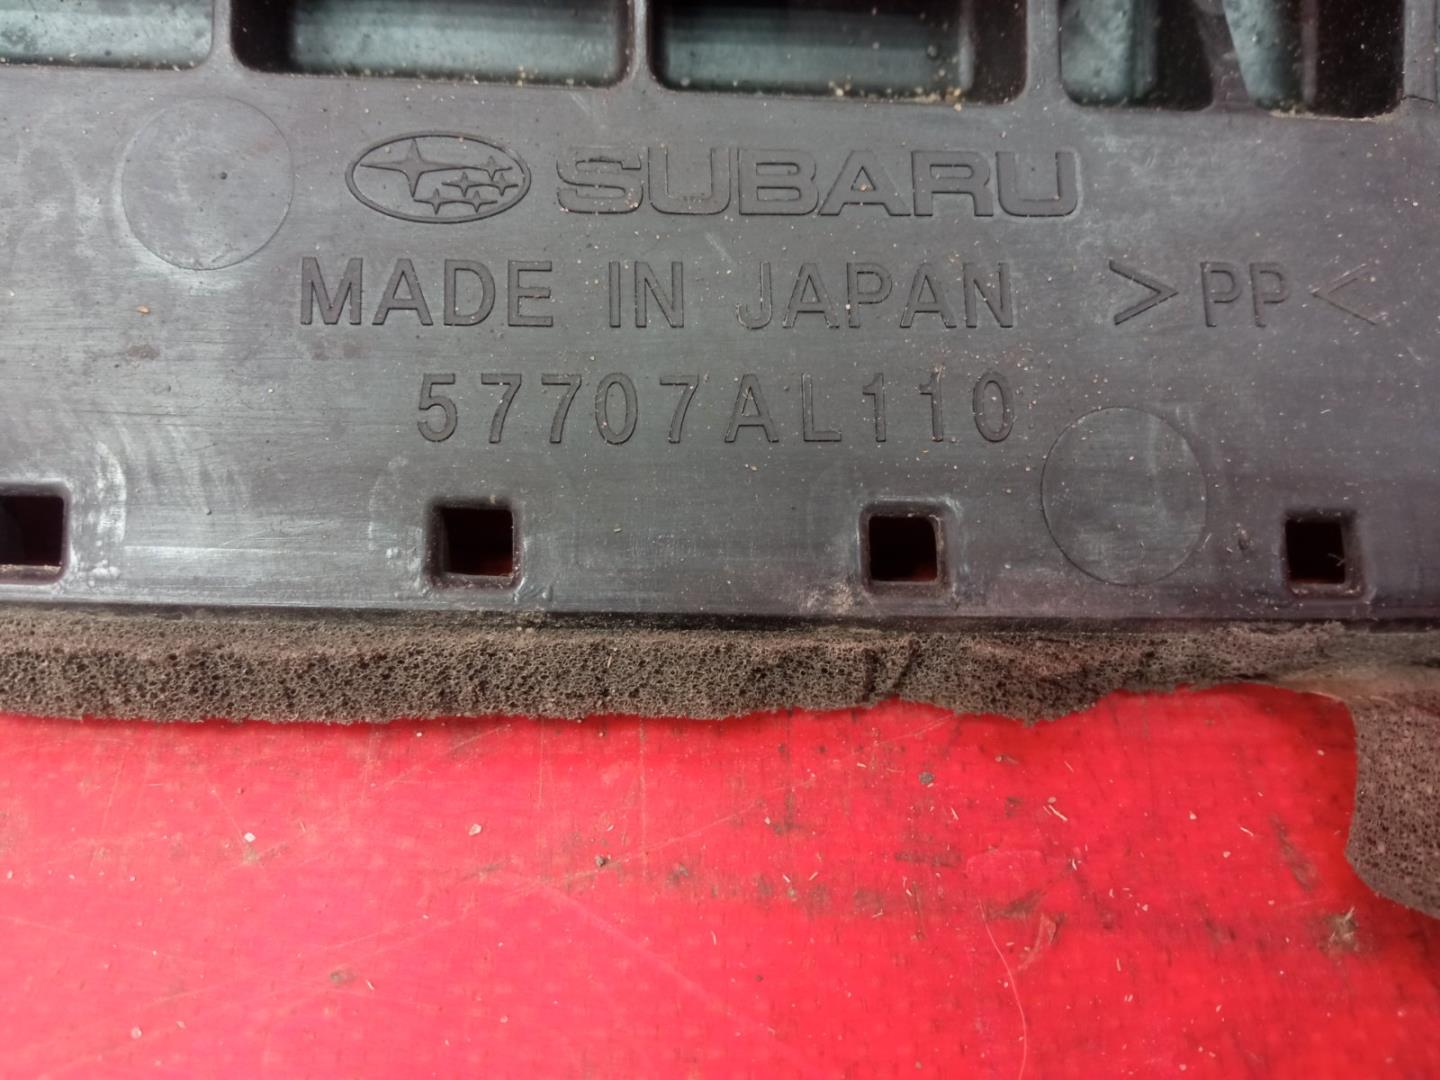 SUBARU
MADE IN JAPAN >PP<
57707AL110